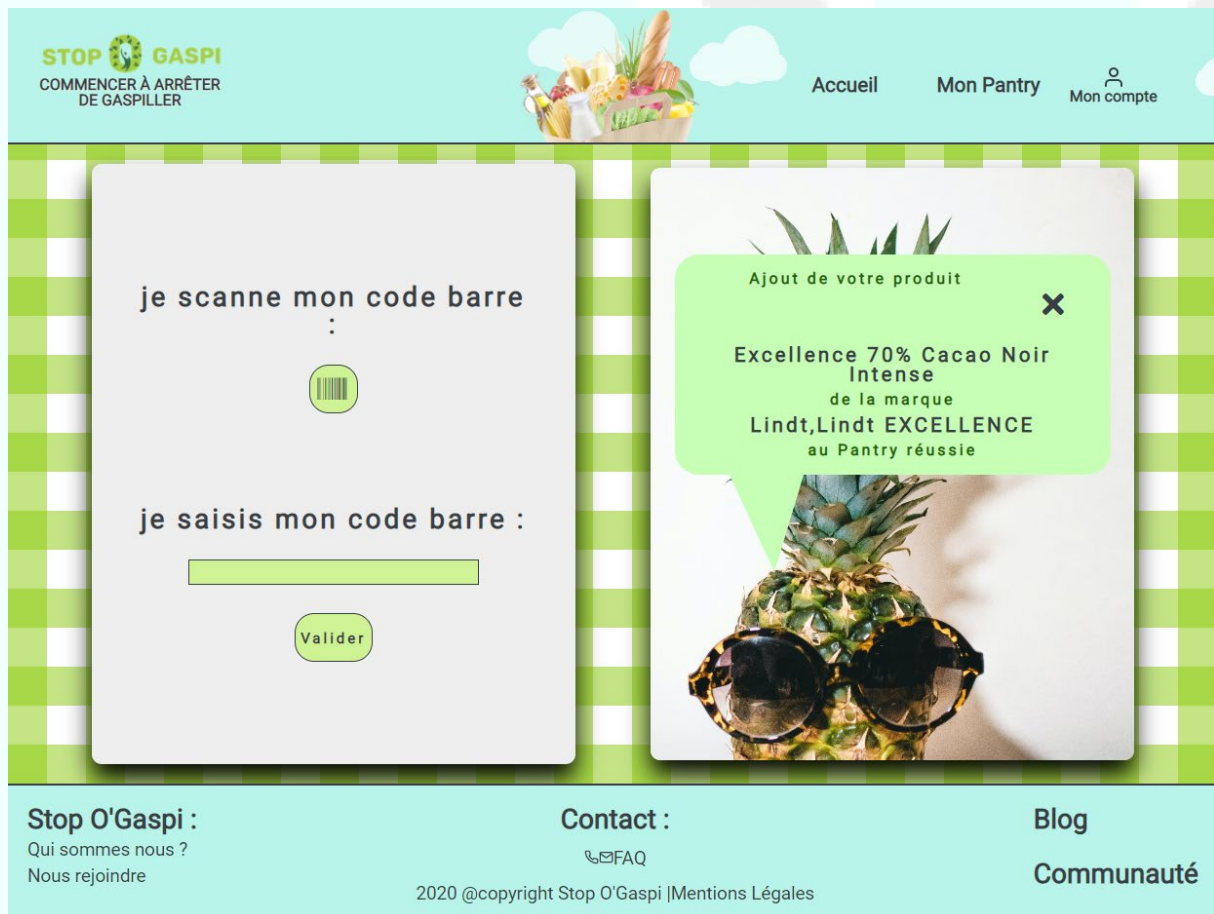 STOP GASPI
COMMENCER À ARRÊTER
DE GASPILLER
Accueil
Mon Pantry
Mon compte
je scanne mon code barre
:
je saisis mon code barre :
Valider
Ajout de votre produit
Excellence 70% Cacao Noir
Intense
de la marque
Lindt,Lindt EXCELLENCE
au Pantry réussie
Stop O'Gaspi :
Qui sommes nous ?
Nous rejoindre
Contact :
FAQ
2020 @copyright Stop O'Gaspi |Mentions Légales
Blog
Communauté